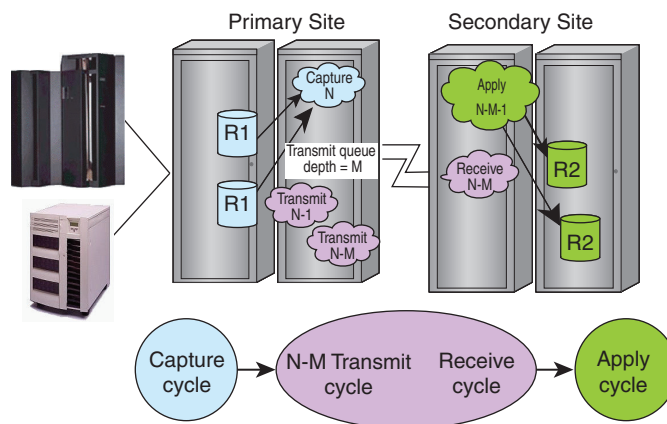 Primary Site
Secondary Site
Capture
N
Apply
N-M-1
R1
Transmit queue
depth = M
R2
Receive
N-M
R1
Transmit
N-1
Transmit
N-M
R2
Capture
cycle
N-M Transmit
cycle
Receive
cycle
Apply
cycle